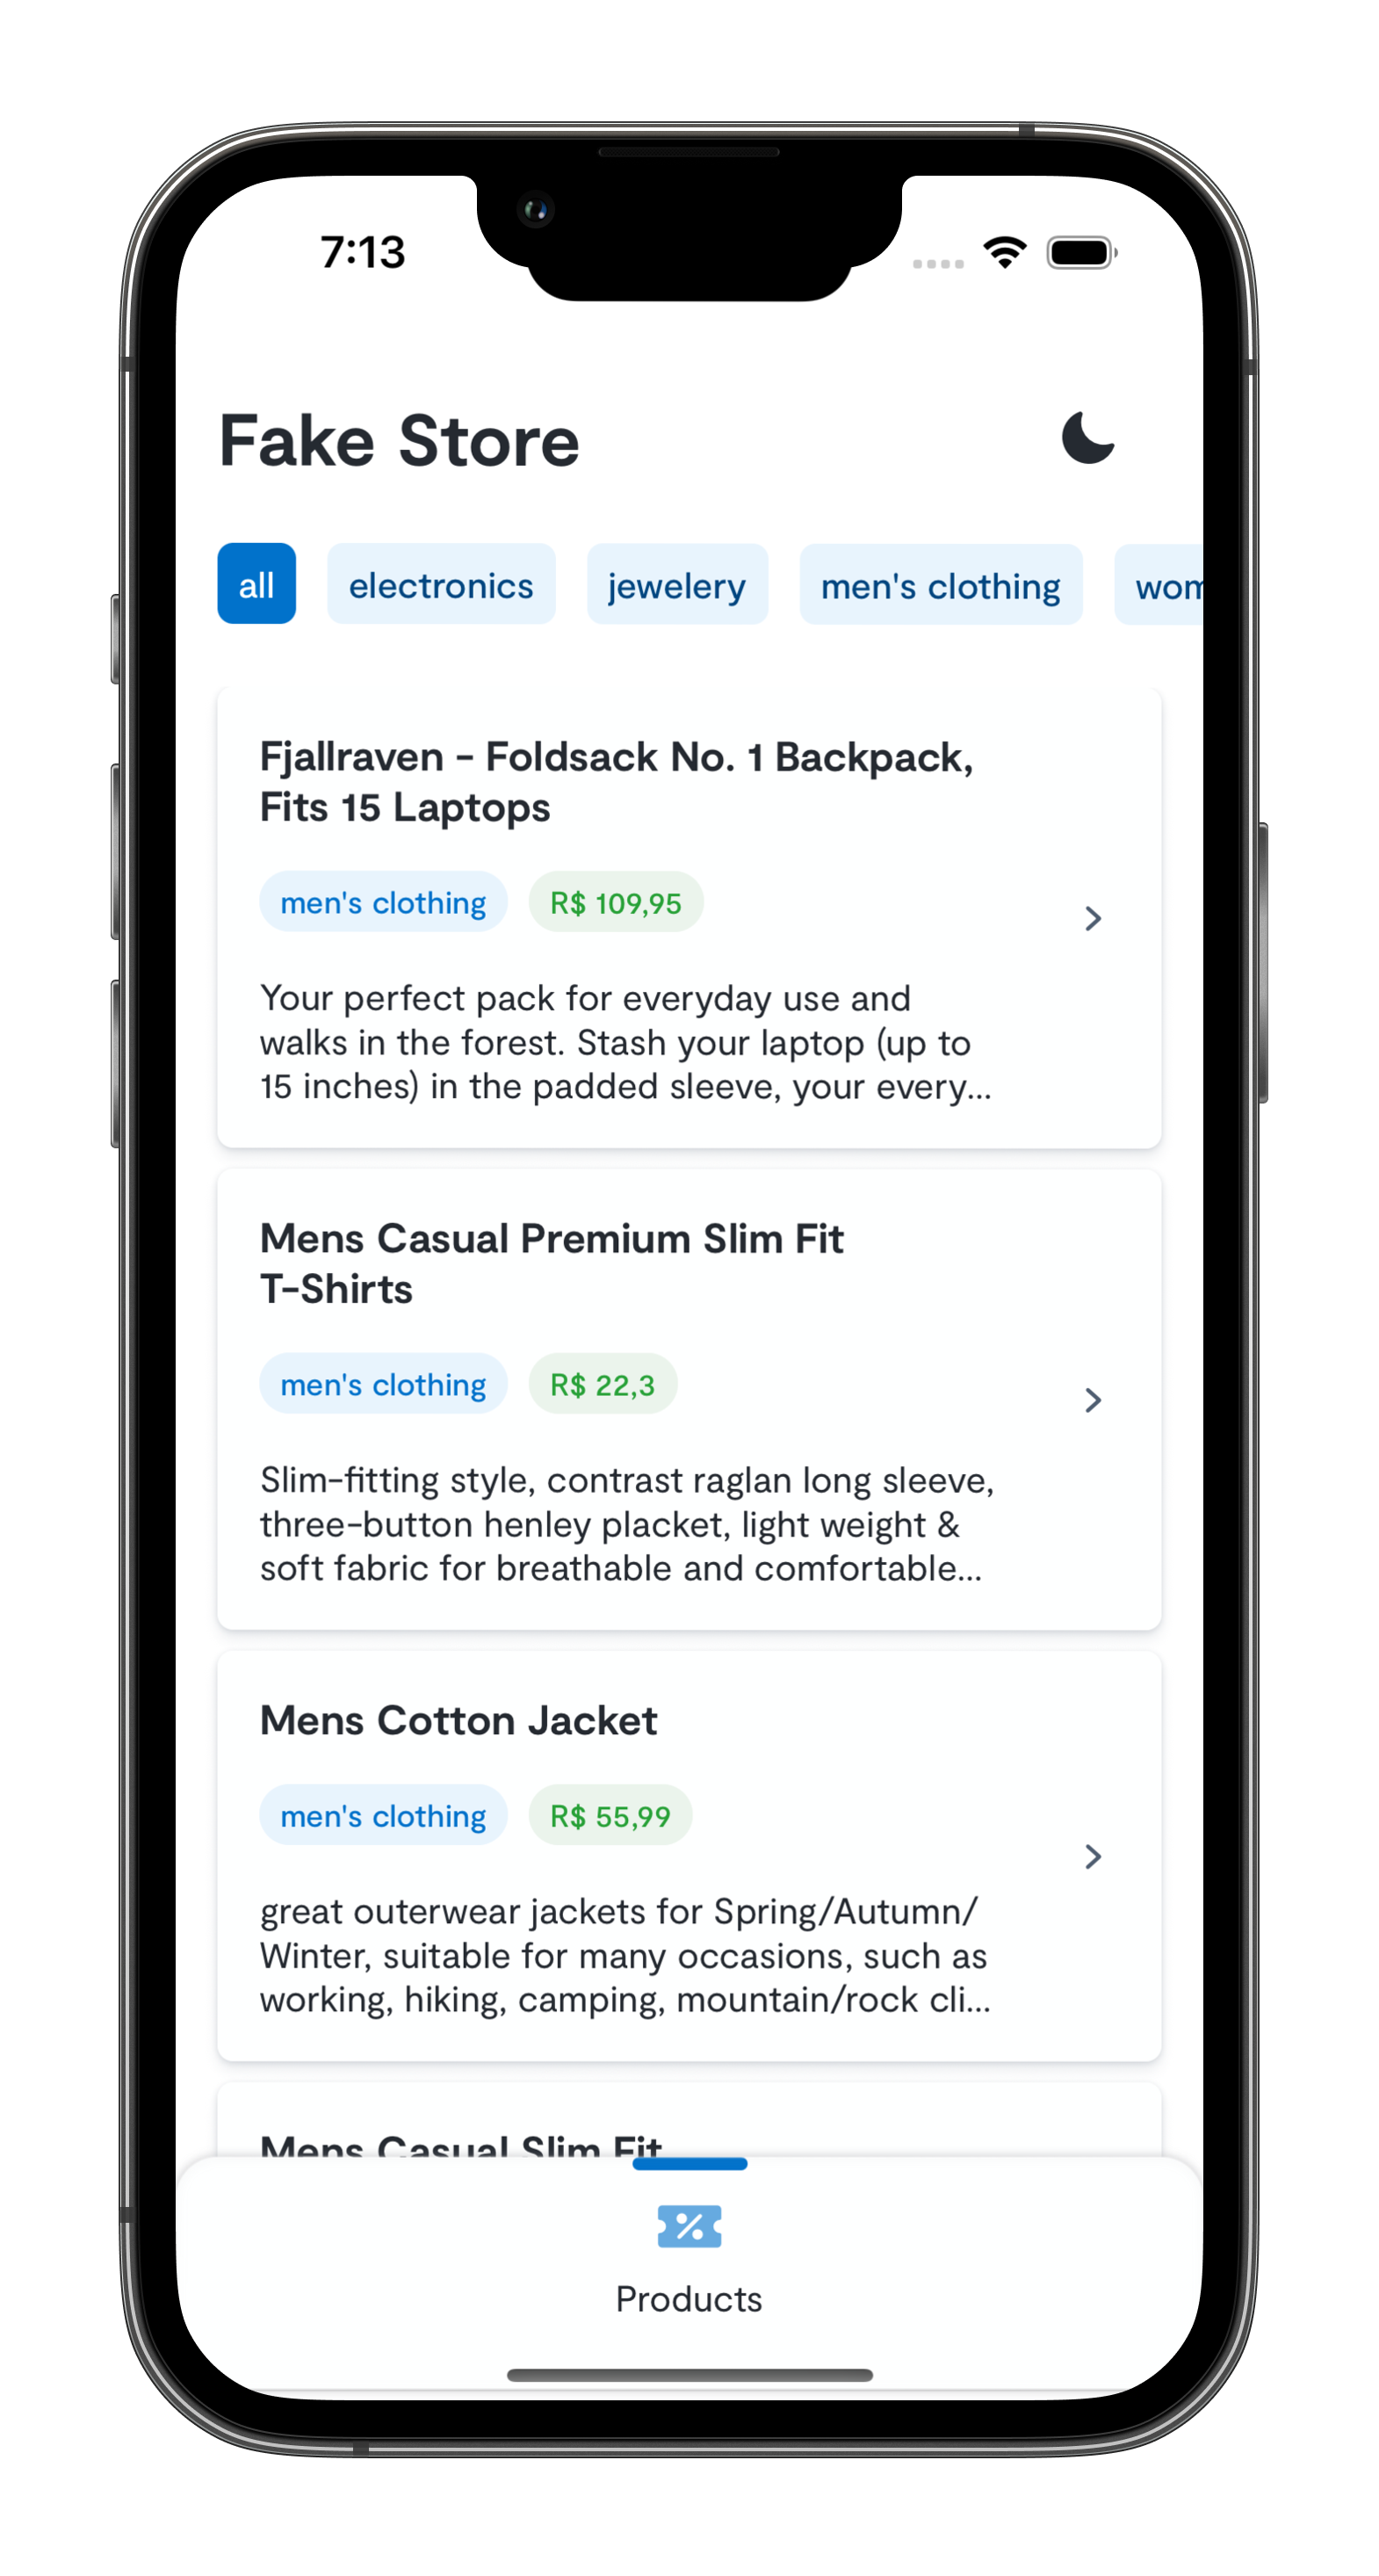 7:13
Fake Store
all electronics jewelery men's clothing wom
Fjallraven - Foldsack No. 1 Backpack,
Fits 15 Laptops
men's clothing R$ 109,95
Your perfect pack for everyday use and
walks in the forest. Stash your laptop (up to
15 inches) in the padded sleeve, your every...
Mens Casual Premium Slim Fit
T-Shirts
men's clothing R$ 22,3
Slim-fitting style, contrast raglan long sleeve,
three-button henley placket, light weight &
soft fabric for breathable and comfortable...
Mens Cotton Jacket
men's clothing R$ 55,99
great outerwear jackets for Spring/Autumn/
Winter, suitable for many occasions, such as
working, hiking, camping, mountain/rock cli...
Mens Casual Slim Fit
Products